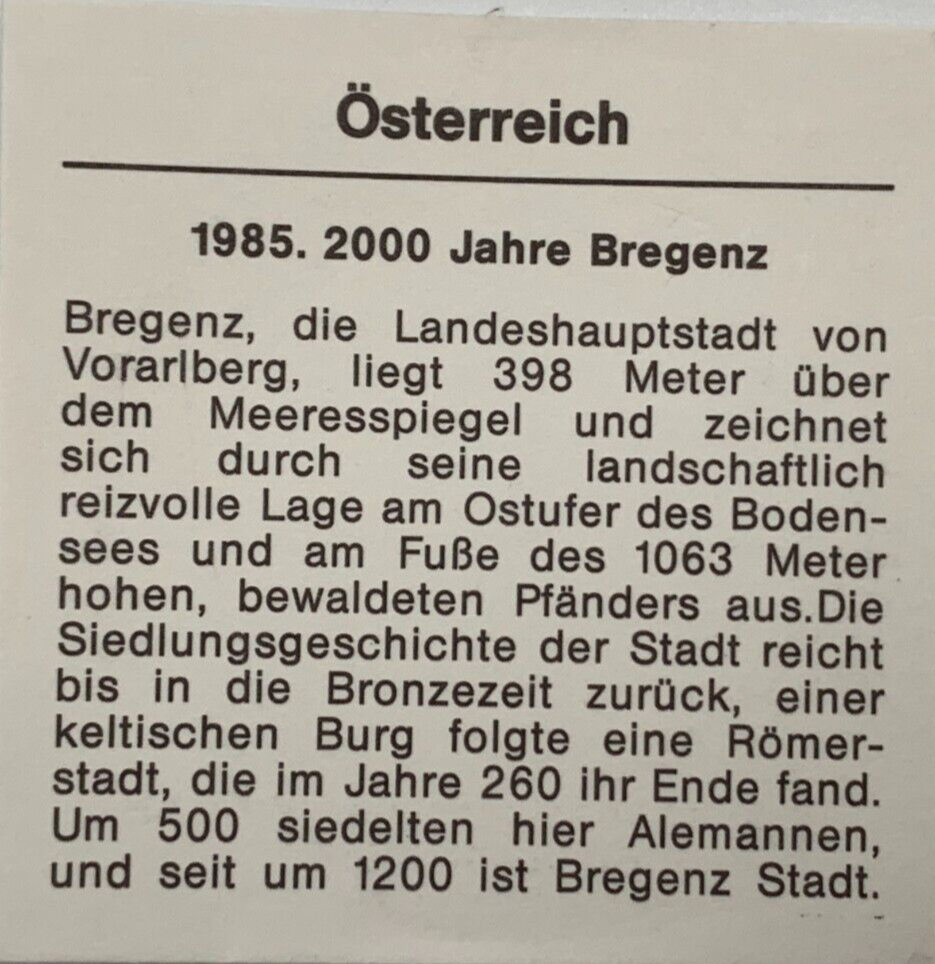 Österreich
1985. 2000 Jahre Bregenz
Bregenz, die Landeshauptstadt von
Vorarlberg, liegt 398 Meter über
dem Meeresspiegel und zeichnet
sich durch seine landschaftlich
reizvolle Lage am Ostufer des Boden-
sees und am Fuße des 1063 Meter
hohen, bewaldeten Pfänders aus.Die
Siedlungsgeschichte der Stadt reicht
bis in die Bronzezeit zurück, einer
keltischen Burg folgte eine Römer-
stadt, die im Jahre 260 ihr Ende fand.
Um 500 siedelten hier Alemannen,
und seit um 1200 ist Bregenz Stadt.